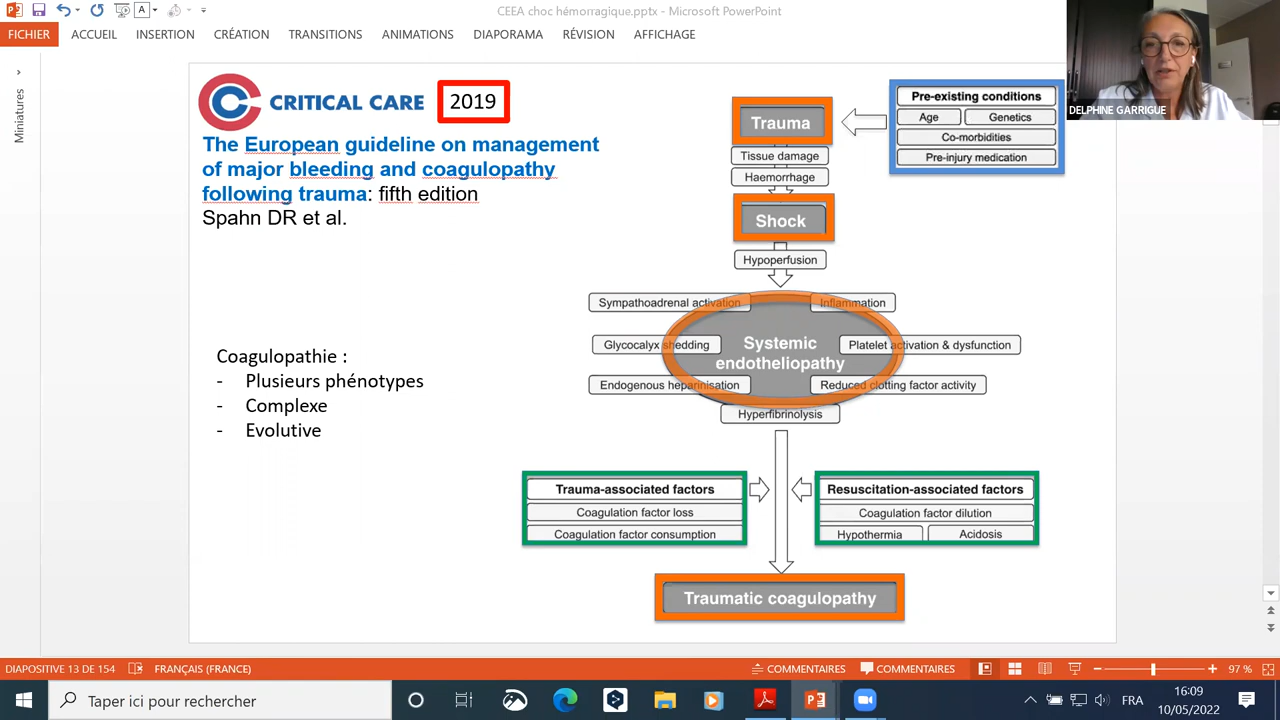 CEEA choc hémorragique.pptx - Microsoft PowerPoint
FICHIER
ACCUEIL
INSERTION
CRÉATION
TRANSITIONS
ANIMATIONS
DIAPORAMA
RÉVISION
AFFICHAGE
A
Miniatures
DELPHINE GARRIGUE
CRITICAL CARE
2019
The European guideline on management
of major bleeding and coagulopathy
following trauma: fifth edition
Spahn DR et al.
Coagulopathie :
- Plusieurs phénotypes
- Complexe
- Evolutive
Trauma
Pre-existing conditions
Age
Genetics
Co-morbidities
Pre-injury medication
Tissue damage
Haemorrhage
Shock
Hypoperfusion
Sympathoadrenal activation
Inflammation
Glycocalyx shedding
Systemic
endotheliopathy
Platelet activation & dysfunction
Endogenous heparinisation
Reduced clotting factor activity
Hyperfibrinolysis
Trauma-associated factors
Coagulation factor loss
Coagulation factor consumption
Resuscitation-associated factors
Coagulation factor dilution
Hypothermia
Acidosis
Traumatic coagulopathy
DIAPOSITIVE 13 DE 154
FRANÇAIS (FRANCE)
COMMENTAIRES
COMMENTAIRES
97 %
Taper ici pour rechercher
FRA
16:09
10/05/2022